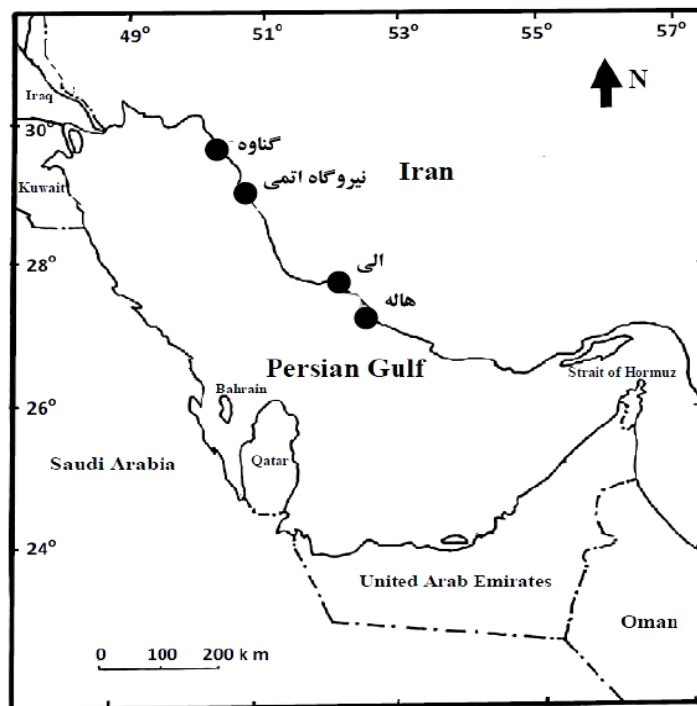 49° 51° 53° 55° 57°
N
Iraq
30°
گناوه
Iran
نیروگاه اتمی
Kuwait
28°
الی
هاله
Persian Gulf
Strait of Hormuz
Bahrain
26°
Saudi Arabia
Qatar
24°
United Arab Emirates
Oman
0 100 200 km